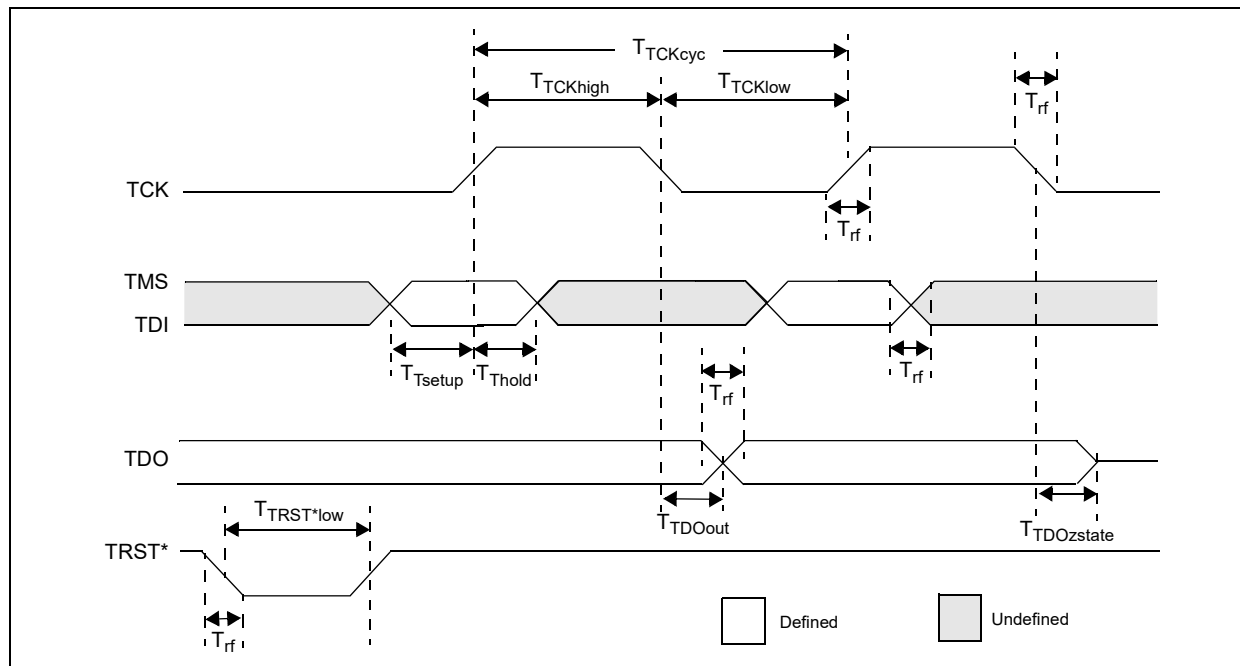 TTCKcyc
TTCKhigh
TTCKlow
Trf
TCK
Trf
TMS
TDI
TTsetup
TThold
Trf
Trf
TDO
TTDOout
TTDOzstate
TTRST*low
TRST*
Trf
Defined
Undefined